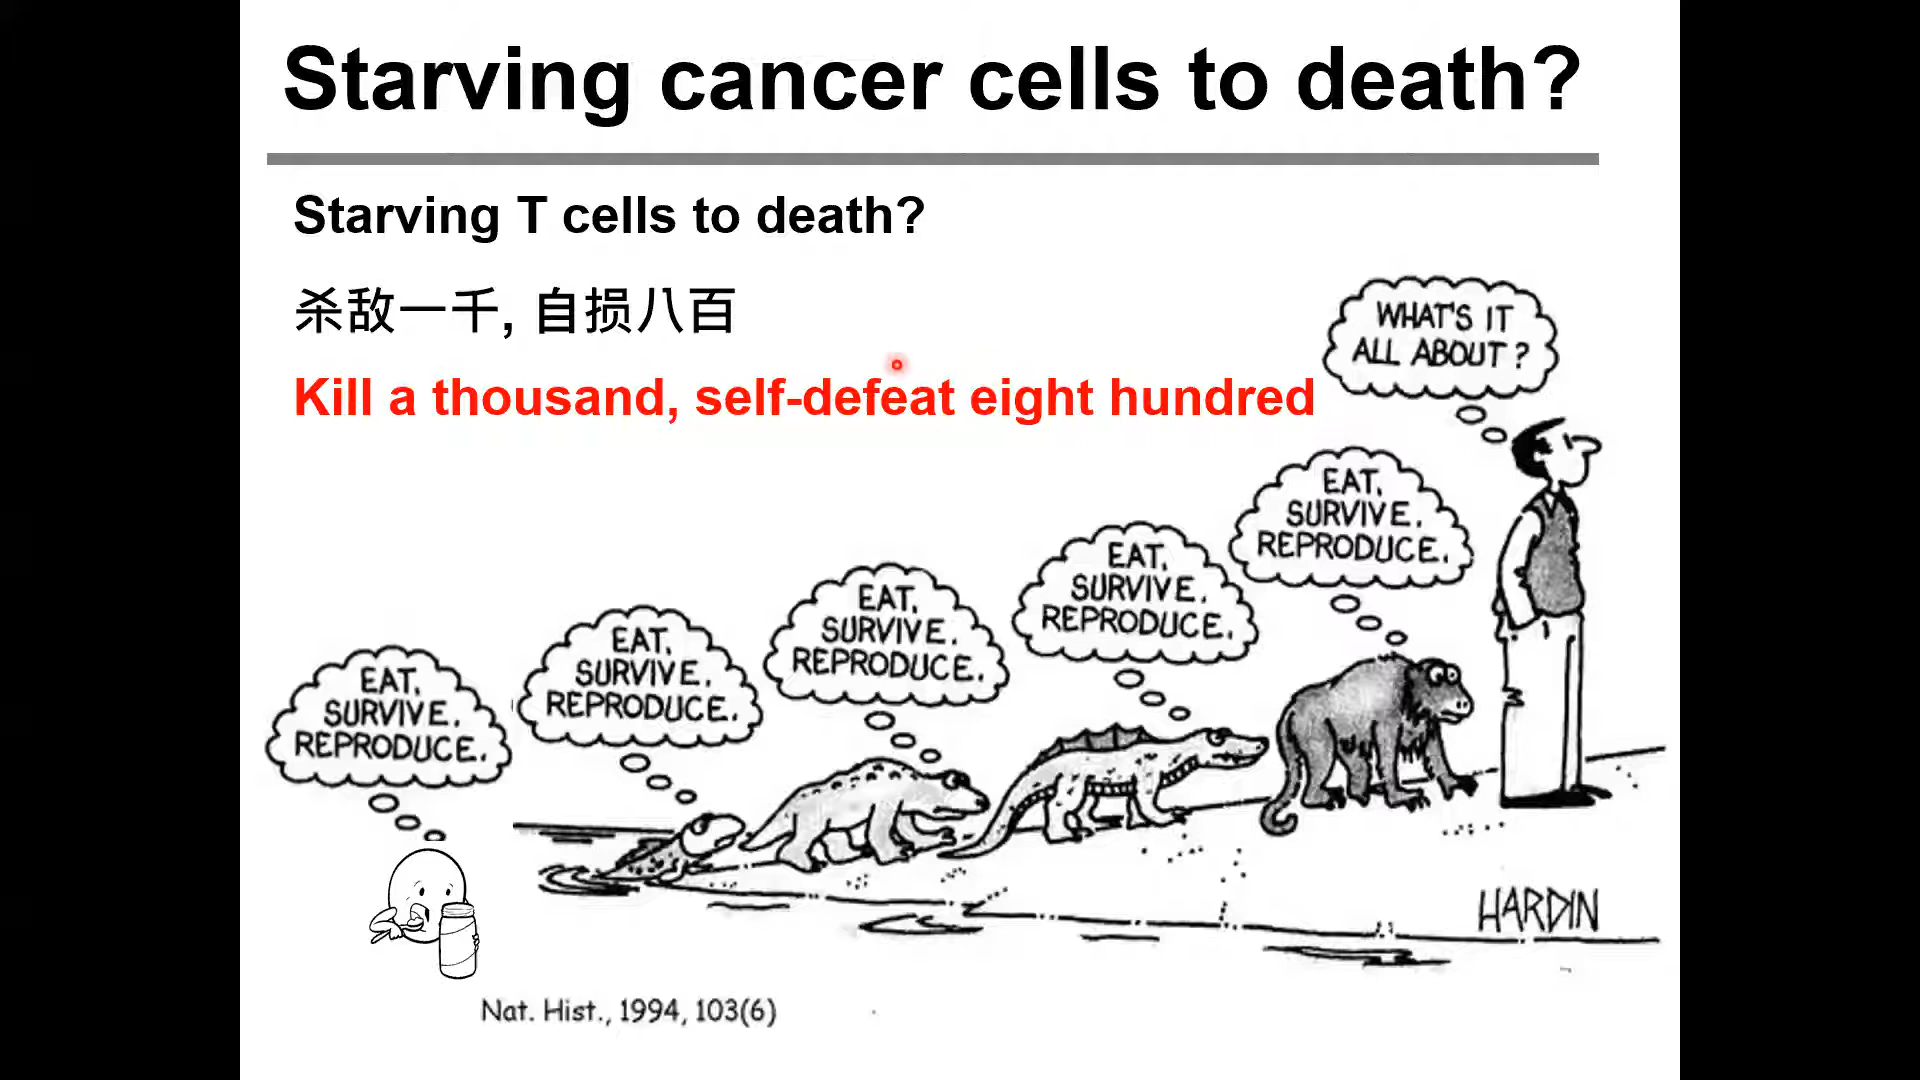 Starving cancer cells to death?
Starving T cells to death?
杀敌一千, 自损八百
Kill a thousand, self-defeat eight hundred
WHAT'S IT
ALL ABOUT?
EAT,
SURVIVE,
REPRODUCE.
EAT,
SURVIVE,
REPRODUCE.
EAT,
SURVIVE,
REPRODUCE.
EAT,
SURVIVE,
REPRODUCE.
EAT,
SURVIVE,
REPRODUCE.
HARDIN
Nat. Hist., 1994, 103(6)